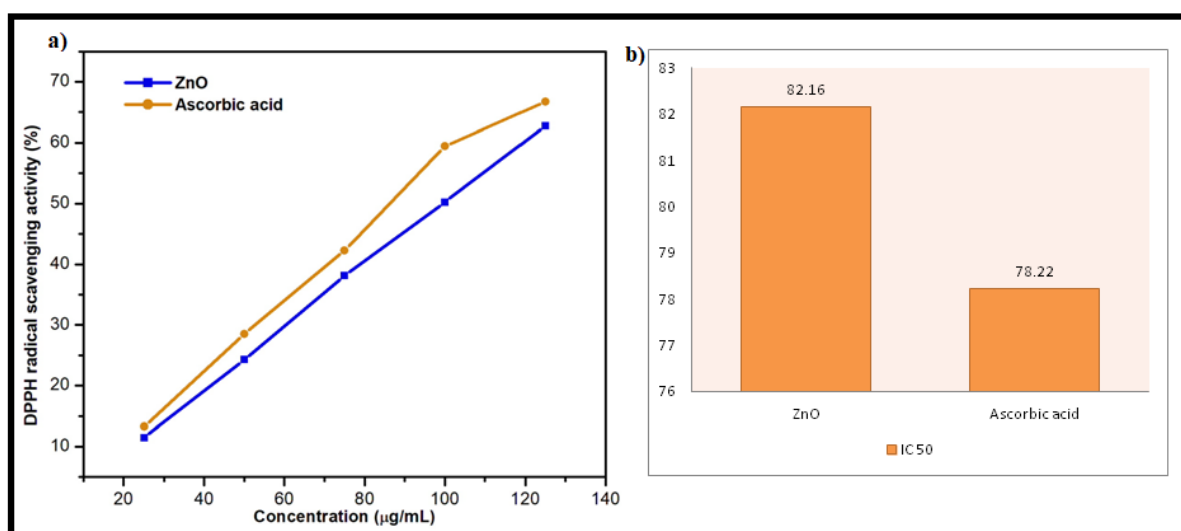 a)
ZnO
Ascorbic acid
DPPH radical scavenging activity (%)
70
60
50
40
30
20
10
20 40 60 80 100 120 140
Concentration (μg/mL)
b)
83
82
81
80
79
78
77
76
82.16
78.22
ZnO Ascorbic acid
IC50